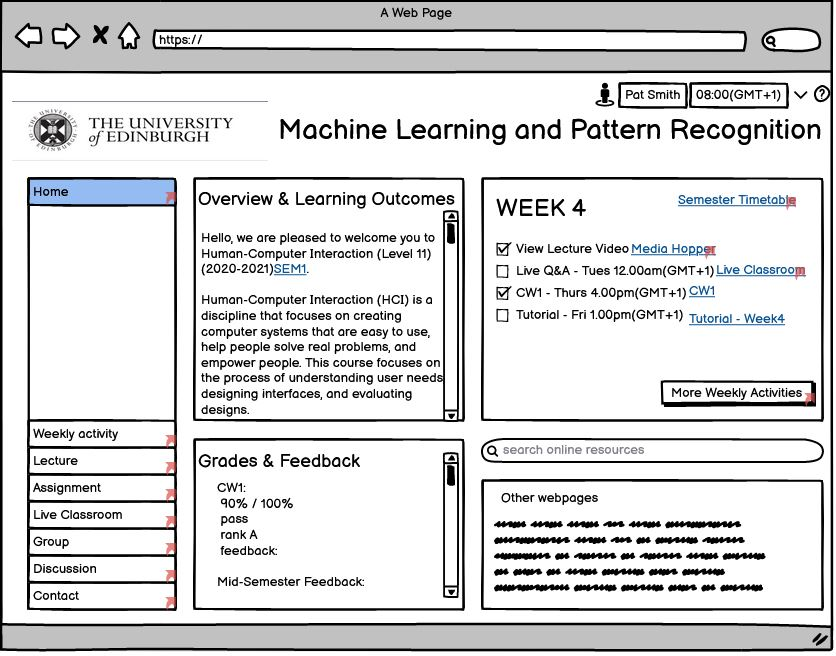 A Web Page
https://
Pat Smith
08:00(GMT+1)
?
THE UNIVERSITY
of EDINBURGH
Machine Learning and Pattern Recognition
Home
Weekly activity
Lecture
Assignment
Live Classroom
Group
Discussion
Contact
Overview & Learning Outcomes
Hello, we are pleased to welcome you to
Human-Computer Interaction (Level 11)
(2020-2021)SEM1.
Human-Computer Interaction (HCI) is a
discipline that focuses on creating
computer systems that are easy to use,
help people solve real problems, and
empower people. This course focuses on
the process of understanding user needs
designing interfaces, and evaluating
designs.
Grades & Feedback
CW1:
90% / 100%
pass
rank A
feedback:
Mid-Semester Feedback:
WEEK 4
Semester Timetable
View Lecture Video Media Hopper
Live Q&A - Tues 12.00am(GMT+1) Live Classroom
CW1 - Thurs 4.00pm(GMT+1) CW1
Tutorial - Fri 1.00pm(GMT+1) Tutorial - Week4
More Weekly Activities
search online resources
Other webpages